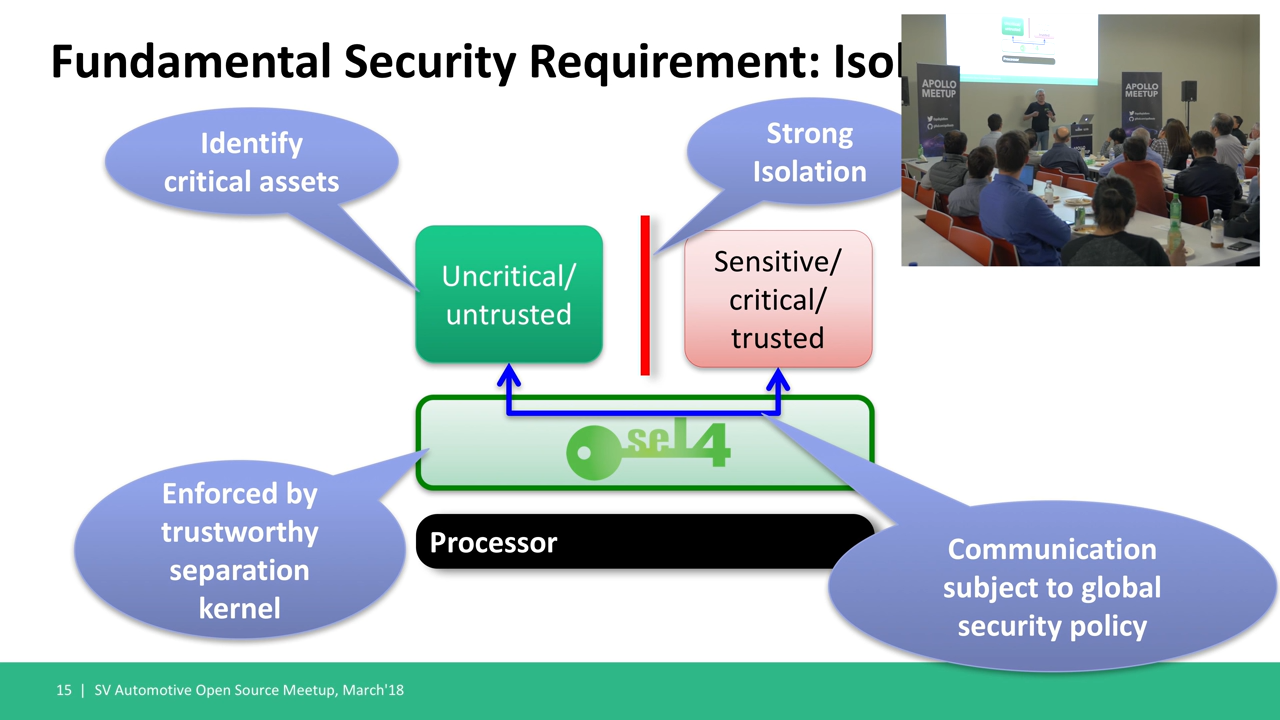 Fundamental Security Requirement: Isol
Identify
critical assets
Strong
Isolation
APOLLO
MEETUP
APOLLO
MEETUP
Uncritical/
untrusted
Sensitive/
critical/
trusted
seL4
Enforced by
trustworthy
separation
kernel
Processor
Communication
subject to global
security policy
15 | SV Automotive Open Source Meetup, March'18